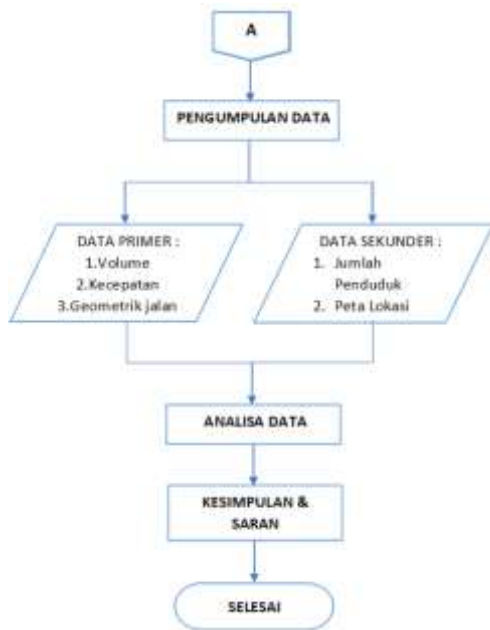 A
PENGUMPULAN DATA
DATA PRIMER :
1.Volume
2.Kecepatan
3.Geometrik jalan
DATA SEKUNDER :
1. Jumlah
Penduduk
2. Peta Lokasi
ANALISA DATA
KESIMPULAN &
SARAN
SELESAI